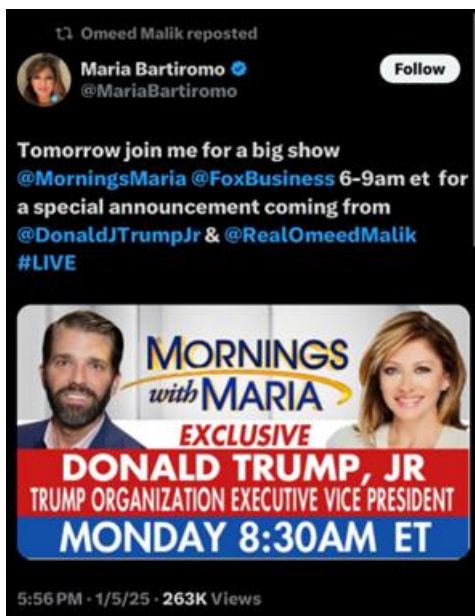 Omeed Malik reposted
Maria Bartiromo
Follow
@MariaBartiromo
Tomorrow join me for a big show
@MorningsMaria @FoxBusiness 6-9am et for
a special announcement coming from
@DonaldJTrumpJr & @RealOmeedMalik
#LIVE
MORNINGS
with MARIA
EXCLUSIVE
DONALD TRUMP, JR
TRUMP ORGANIZATION EXECUTIVE VICE PRESIDENT
MONDAY 8:30AM ET
5:56 PM · 1/5/25 · 263K Views